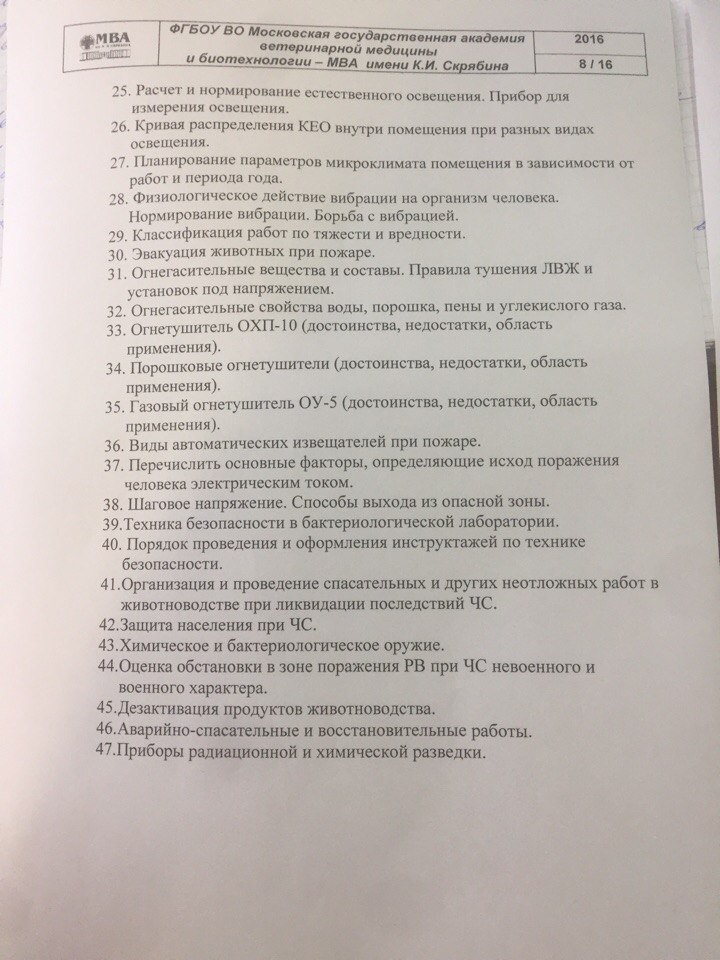 МВА
ФГБОУ ВО Московская государственная академия
ветеринарной медицины
и биотехнологии – МВА имени К.И. Скрябина
2016
8 / 16
25. Расчет и нормирование естественного освещения. Прибор для
измерения освещения.
26. Кривая распределения КЕО внутри помещения при разных видах
освещения.
27. Планирование параметров микроклимата помещения в зависимости от
работ и периода года.
28. Физиологическое действие вибрации на организм человека.
Нормирование вибрации. Борьба с вибрацией.
29. Классификация работ по тяжести и вредности.
30. Эвакуация животных при пожаре.
31. Огнегасительные вещества и составы. Правила тушения ЛВЖ и
установок под напряжением.
32. Огнегасительные свойства воды, порошка, пены и углекислого газа.
33. Огнетушитель ОХП-10 (достоинства, недостатки, область
применения).
34. Порошковые огнетушители (достоинства, недостатки, область
применения).
35. Газовый огнетушитель ОУ-5 (достоинства, недостатки, область
применения).
36. Виды автоматических извещателей при пожаре.
37. Перечислить основные факторы, определяющие исход поражения
человека электрическим током.
38. Шаговое напряжение. Способы выхода из опасной зоны.
39.Техника безопасности в бактериологической лаборатории.
40. Порядок проведения и оформления инструктажей по технике
безопасности.
41.Организация и проведение спасательных и других неотложных работ в
животноводстве при ликвидации последствий ЧС.
42.Защита населения при ЧС.
43.Химическое и бактериологическое оружие.
44.Оценка обстановки в зоне поражения РВ при ЧС невоенного и
военного характера.
45.Дезактивация продуктов животноводства.
46.Аварийно-спасательные и восстановительные работы.
47.Приборы радиационной и химической разведки.